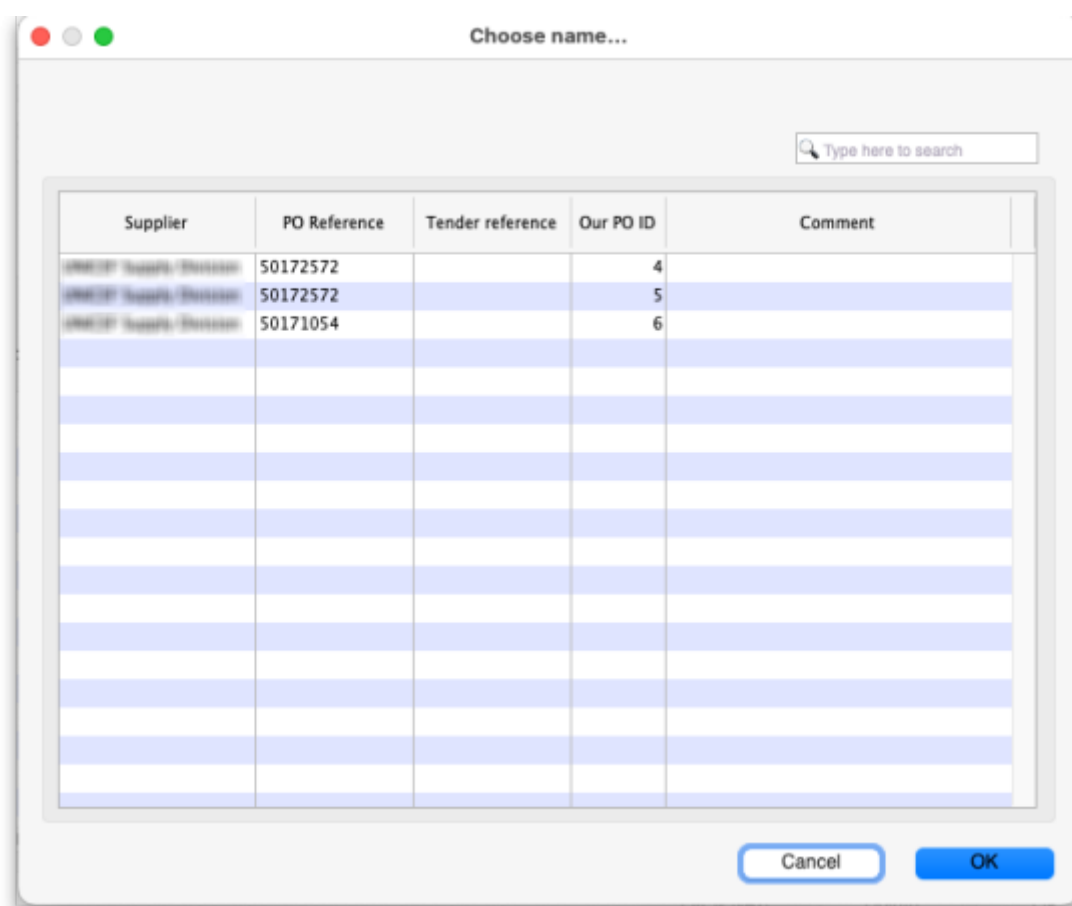 Choose name...
Type here to search
Supplier PO Reference Tender reference Our PO ID Comment
50172572 4
50172572 5
50171054 6
Cancel OK